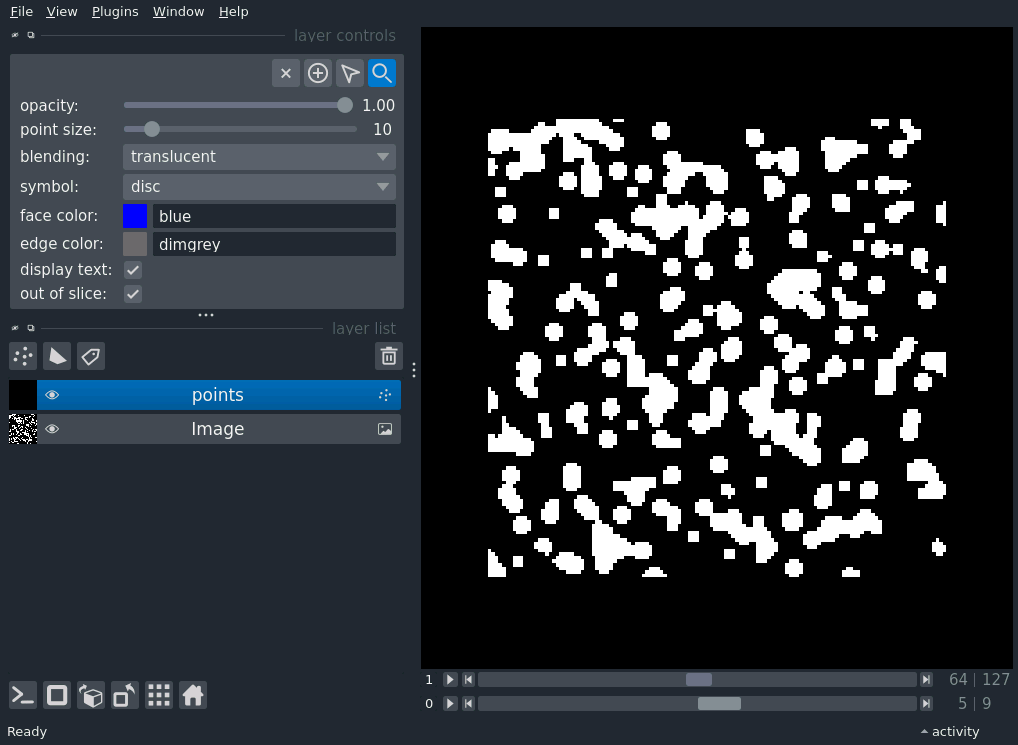 File View Plugins Window Help
layer controls
opacity: 1.00
point size: 10
blending: translucent
symbol: disc
face color: blue
edge color: dimgrey
display text:
out of slice:
layer list
points
Image
1 64 | 127
0 5 | 9
Ready activity